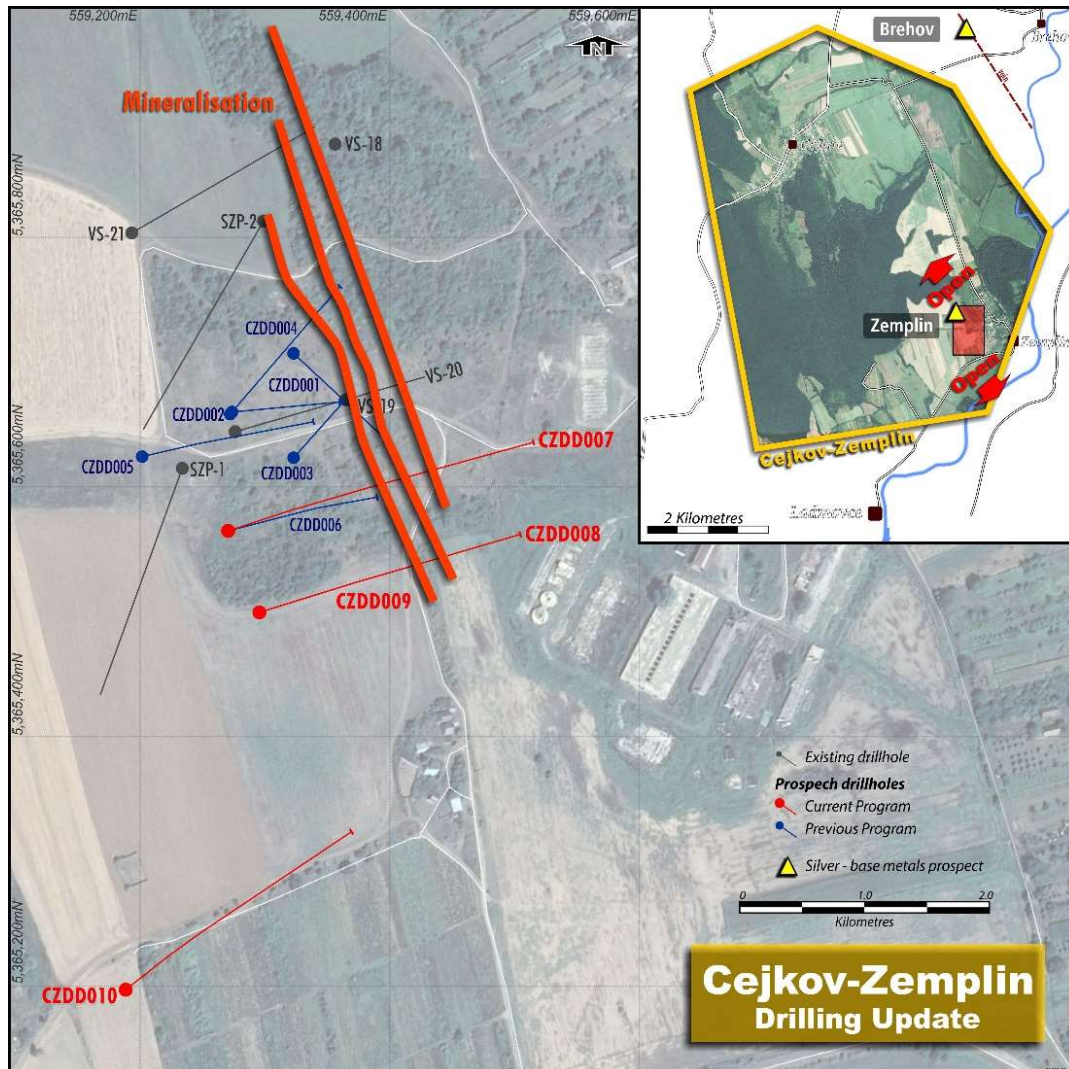 559,200mE
559,400mE
559,600mE
N
Mineralisation
VS-18
5,365,800mN
VS-21
SZP-2
CZDD004
CZDD001
VS-20
CZDD002
VS-19
5,365,600mN
CZDD005
SZP-1
CZDD003
CZDD007
CZDD006
CZDD008
CZDD009
5,365,400mN
5,365,200mN
CZDD010
Brehov
Brehov
Vein
Open
Zemplin
Zemplin
Open
Cejkov-Zemplin
2 Kilometres
Existing drillhole
Prospech drillholes
Current Program
Previous Program
Silver - base metals prospect
0 1.0 2.0
Kilometres
Cejkov-Zemplin
Drilling Update